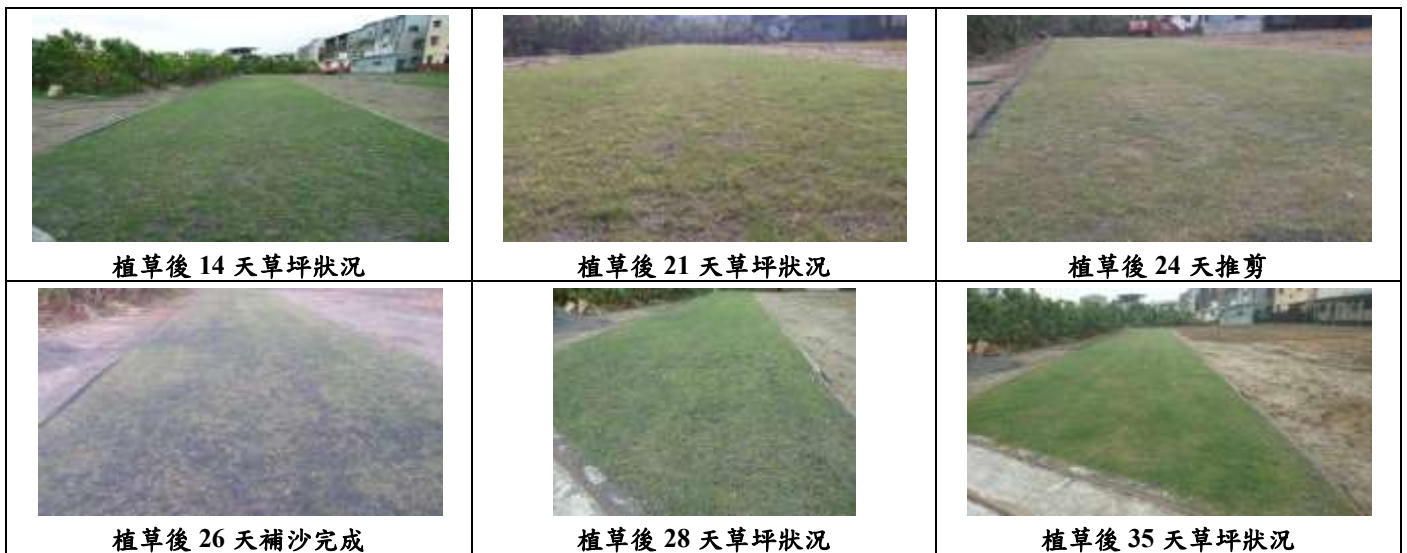 植草後 14 天草坪狀況
植草後 21 天草坪狀況
植草後 24 天推剪
植草後 26 天補沙完成
植草後 28 天草坪狀況
植草後 35 天草坪狀況